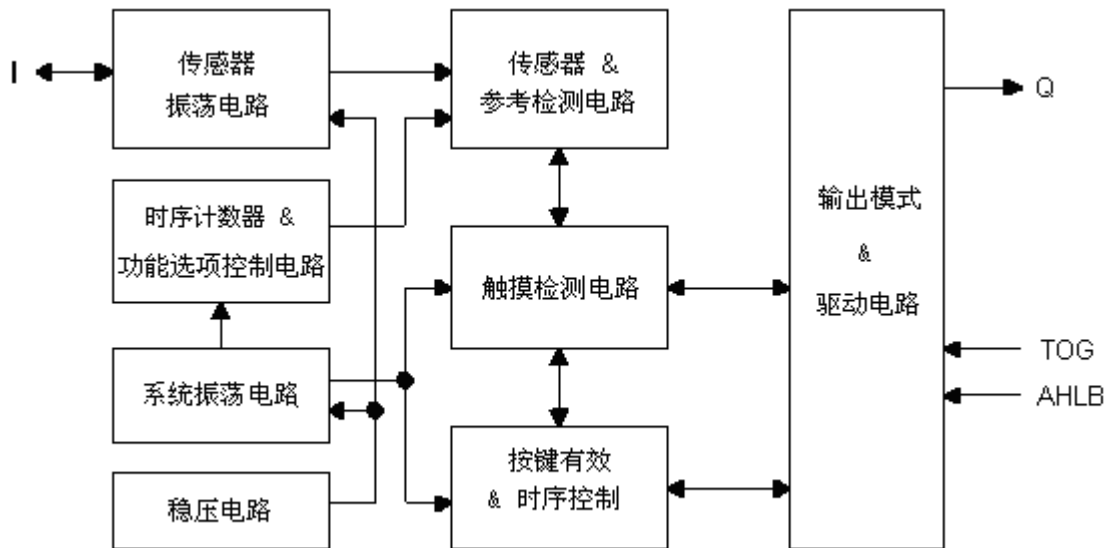 I
传感器
振荡电路
传感器 &
参考检测电路
时序计数器 &
功能选项控制电路
触摸检测电路
系统振荡电路
稳压电路
按键有效
& 时序控制
输出模式
&
驱动电路
Q
TOG
AHLB